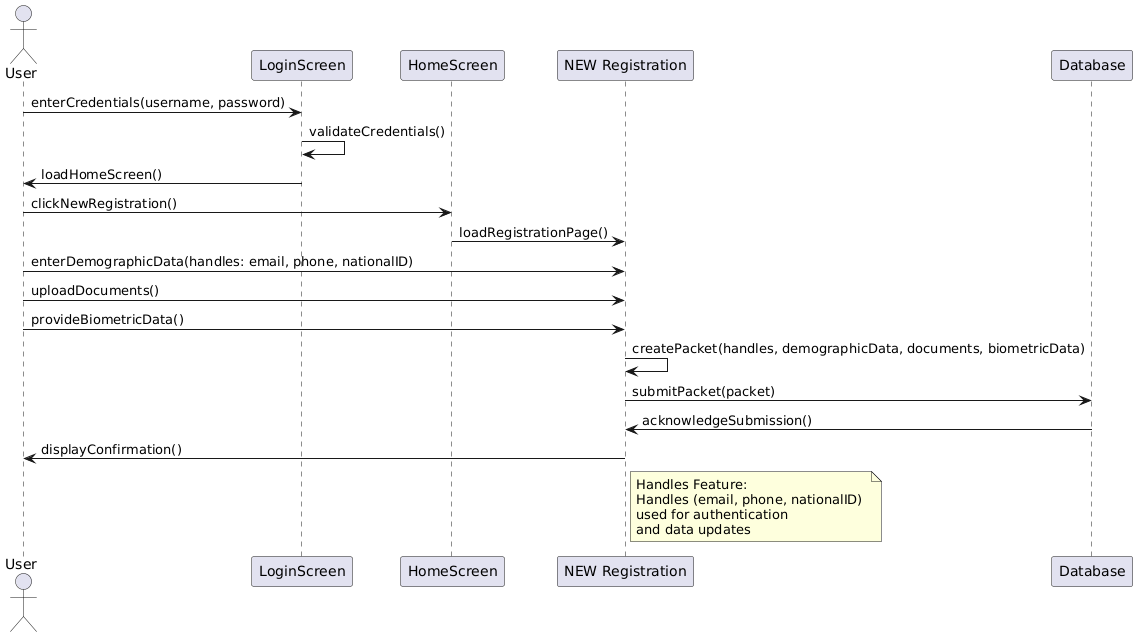 User
LoginScreen
HomeScreen
NEW Registration
Database
enterCredentials(username, password)
validateCredentials()
loadHomeScreen()
clickNewRegistration()
loadRegistrationPage()
enterDemographicData(handles: email, phone, nationalID)
uploadDocuments()
provideBiometricData()
createPacket(handles, demographicData, documents, biometricData)
submitPacket(packet)
acknowledgeSubmission()
displayConfirmation()
Handles Feature:
Handles (email, phone, nationalID)
used for authentication
and data updates
User
LoginScreen
HomeScreen
NEW Registration
Database